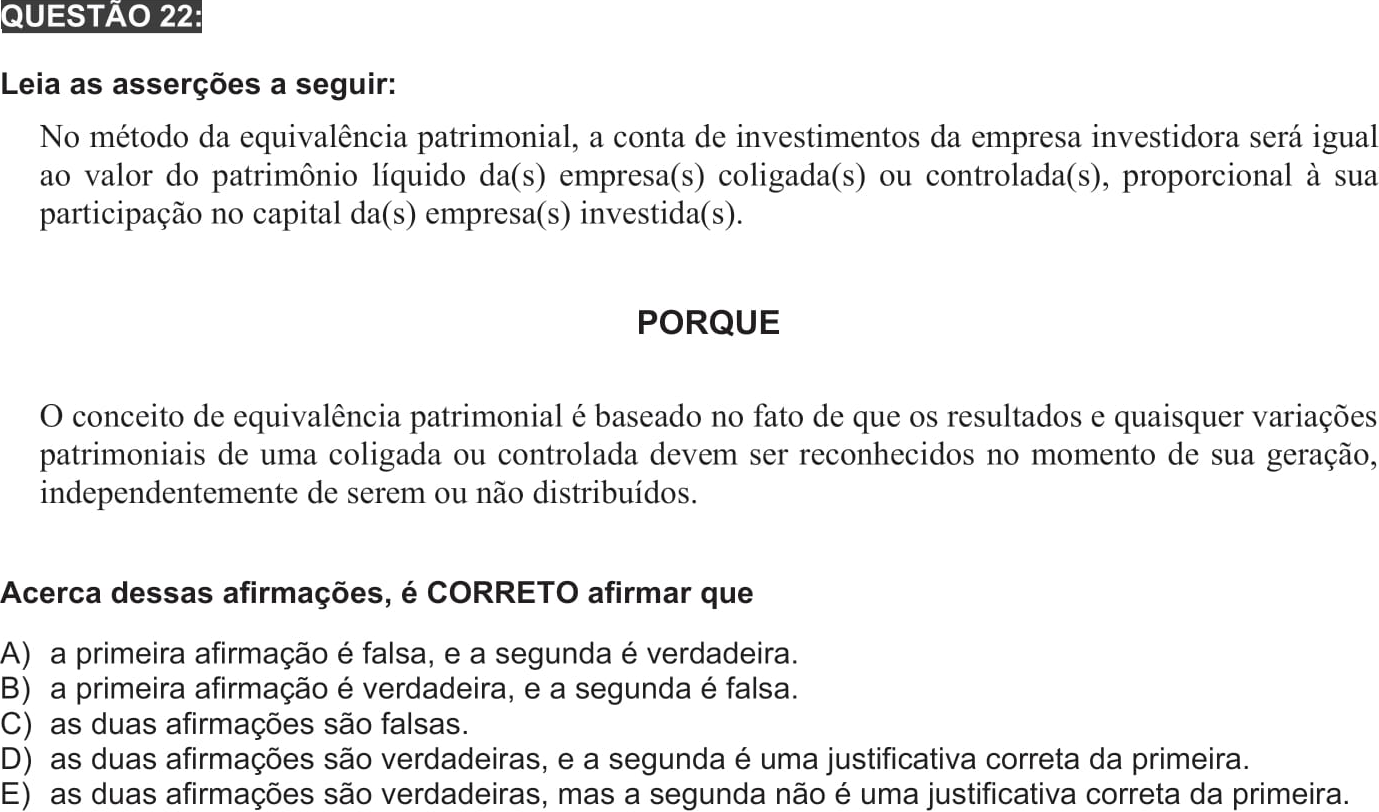 QUESTÃO 22:
Leia as asserções a seguir:
No método da equivalência patrimonial, a conta de investimentos da empresa investidora será igual
ao valor do patrimônio líquido da(s) empresa(s) coligada(s) ou controlada(s), proporcional à sua
participação no capital da(s) empresa(s) investida(s).
PORQUE
O conceito de equivalência patrimonial é baseado no fato de que os resultados e quaisquer variações
patrimoniais de uma coligada ou controlada devem ser reconhecidos no momento de sua geração,
independentemente de serem ou não distribuídos.
Acerca dessas afirmações, é CORRETO afirmar que
A) a primeira afirmação é falsa, e a segunda é verdadeira.
B) a primeira afirmação é verdadeira, e a segunda é falsa.
C) as duas afirmações são falsas.
D) as duas afirmações são verdadeiras, e a segunda é uma justificativa correta da primeira.
E) as duas afirmações são verdadeiras, mas a segunda não é uma justificativa correta da primeira.